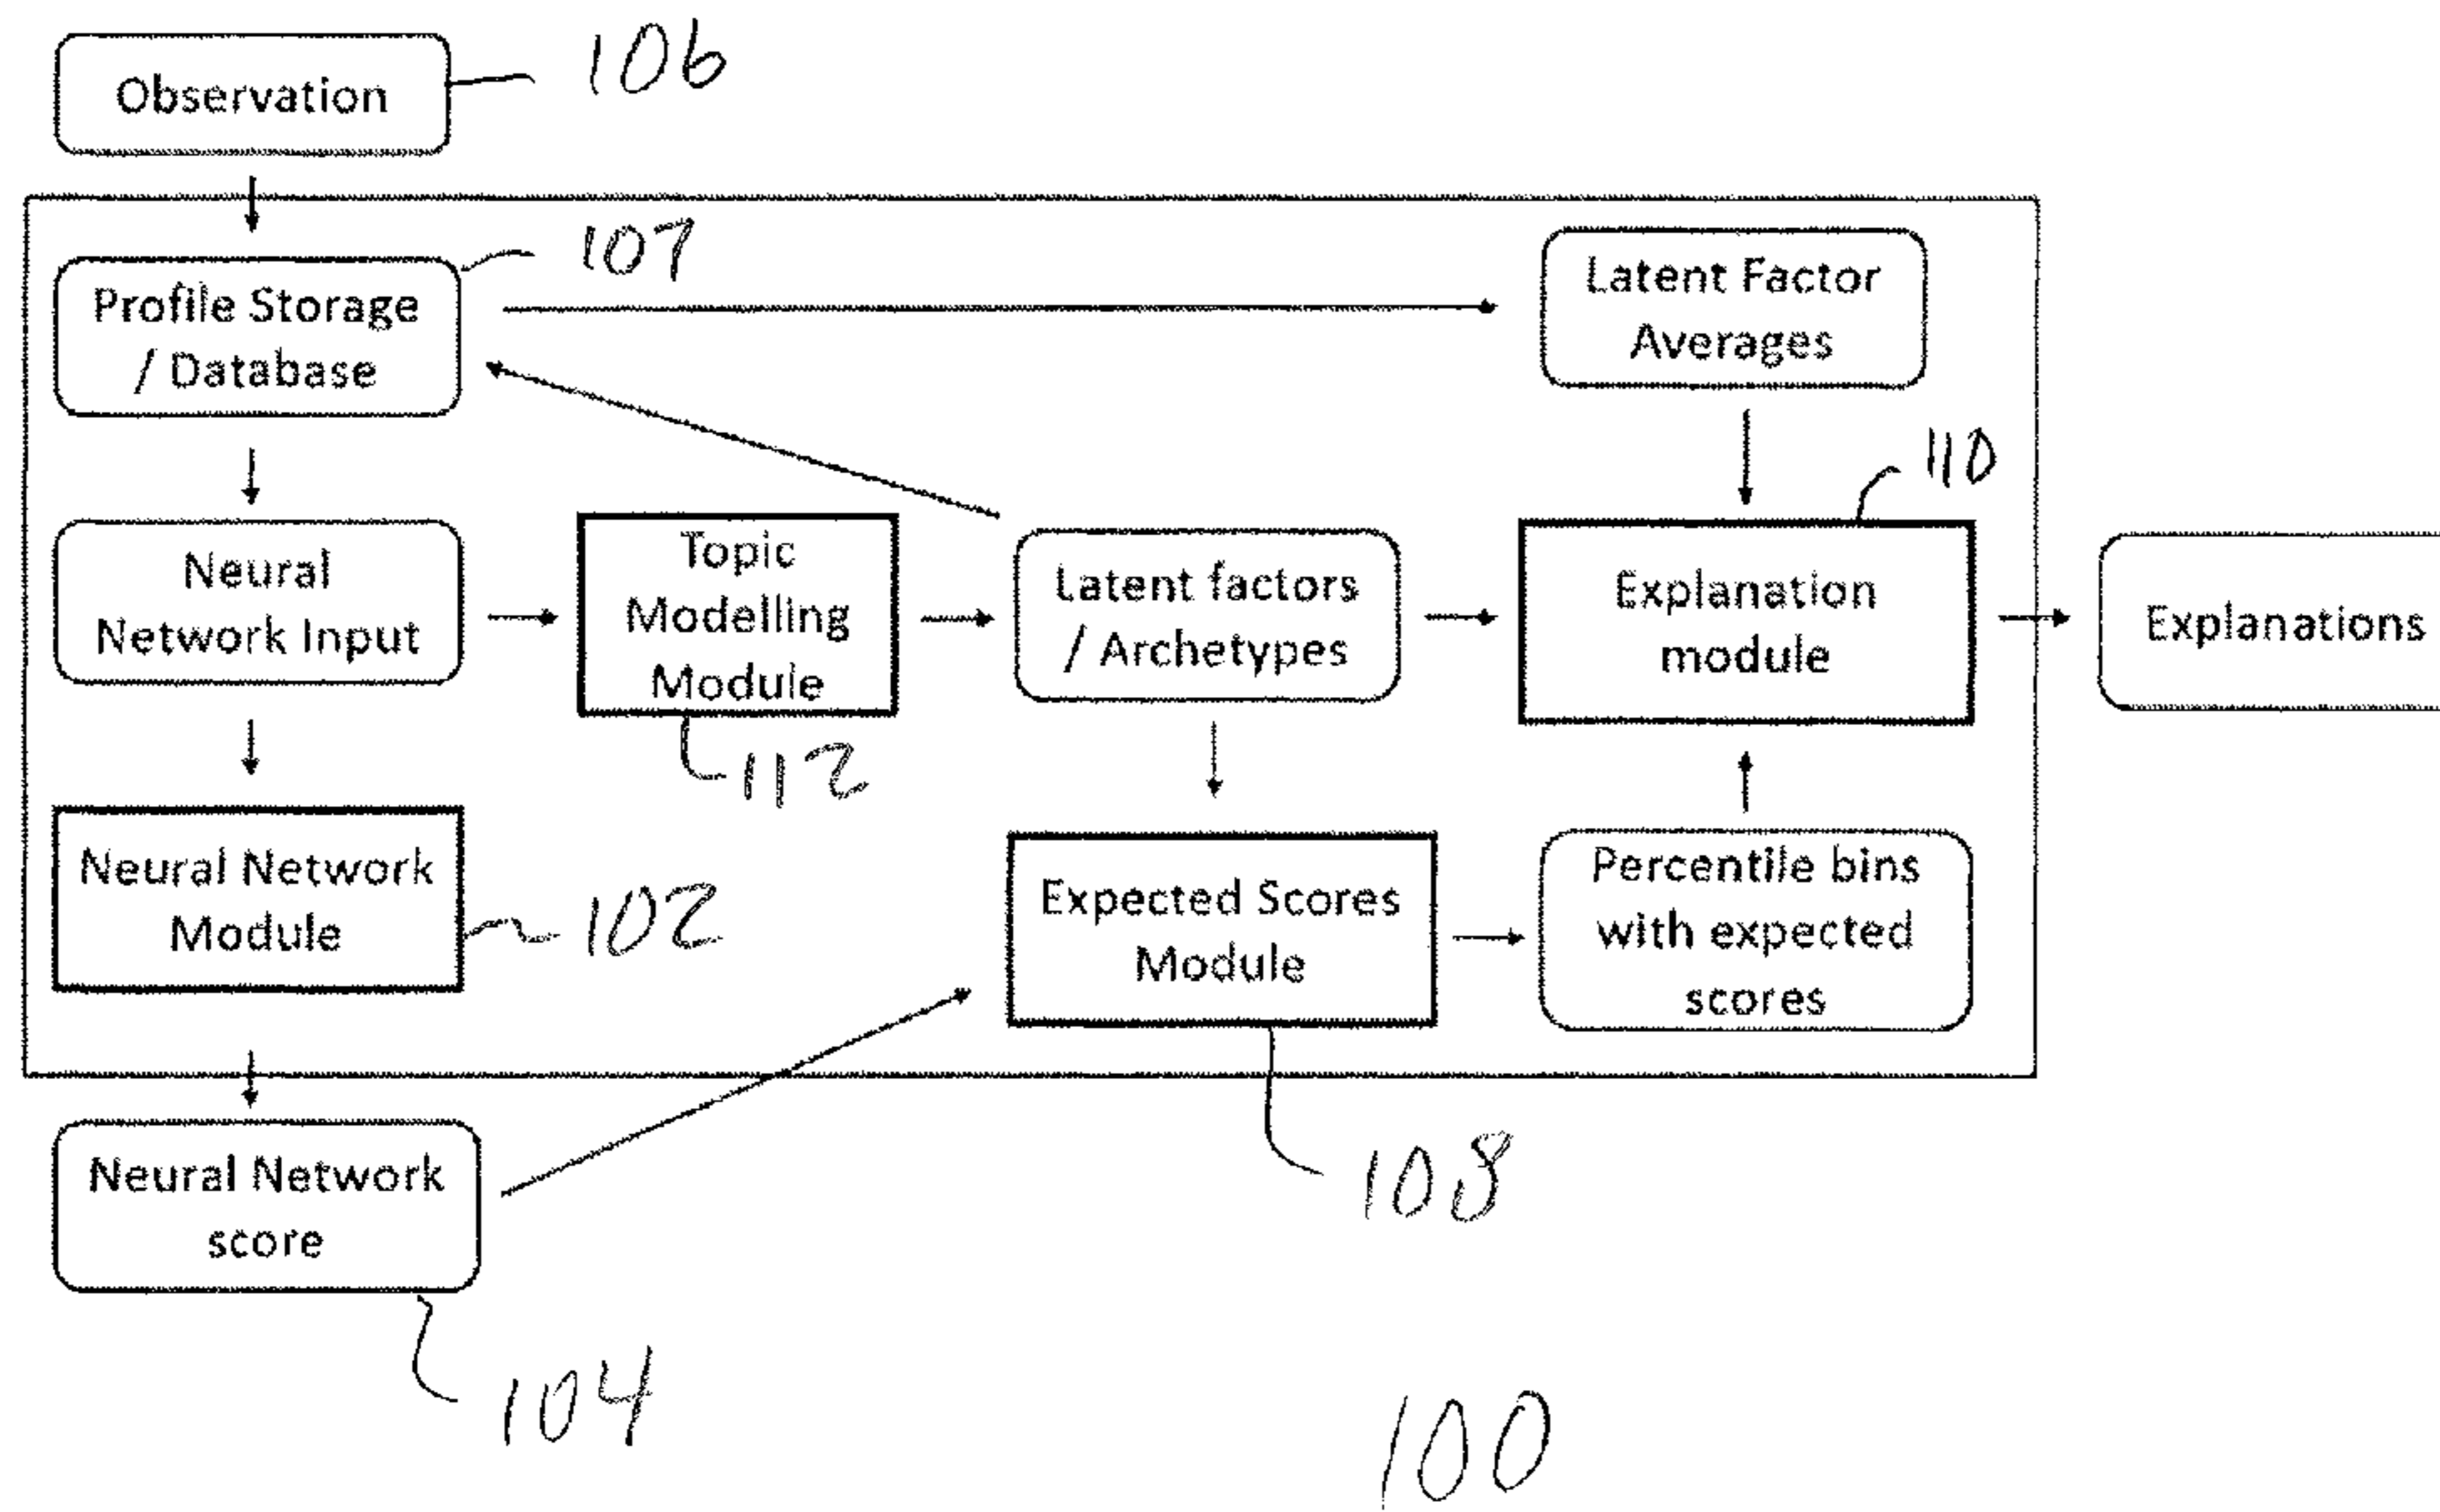 Observation
106
Profile Storage
/ Database
107
Latent Factor
Averages
110
Neural
Network Input
Topic
Modelling
Module
112
Latent factors
/ Archetypes
Explanation
module
Explanations
Neural Network
Module
102
Expected Scores
Module
108
Percentile bins
with expected
scores
Neural Network
score
104
100